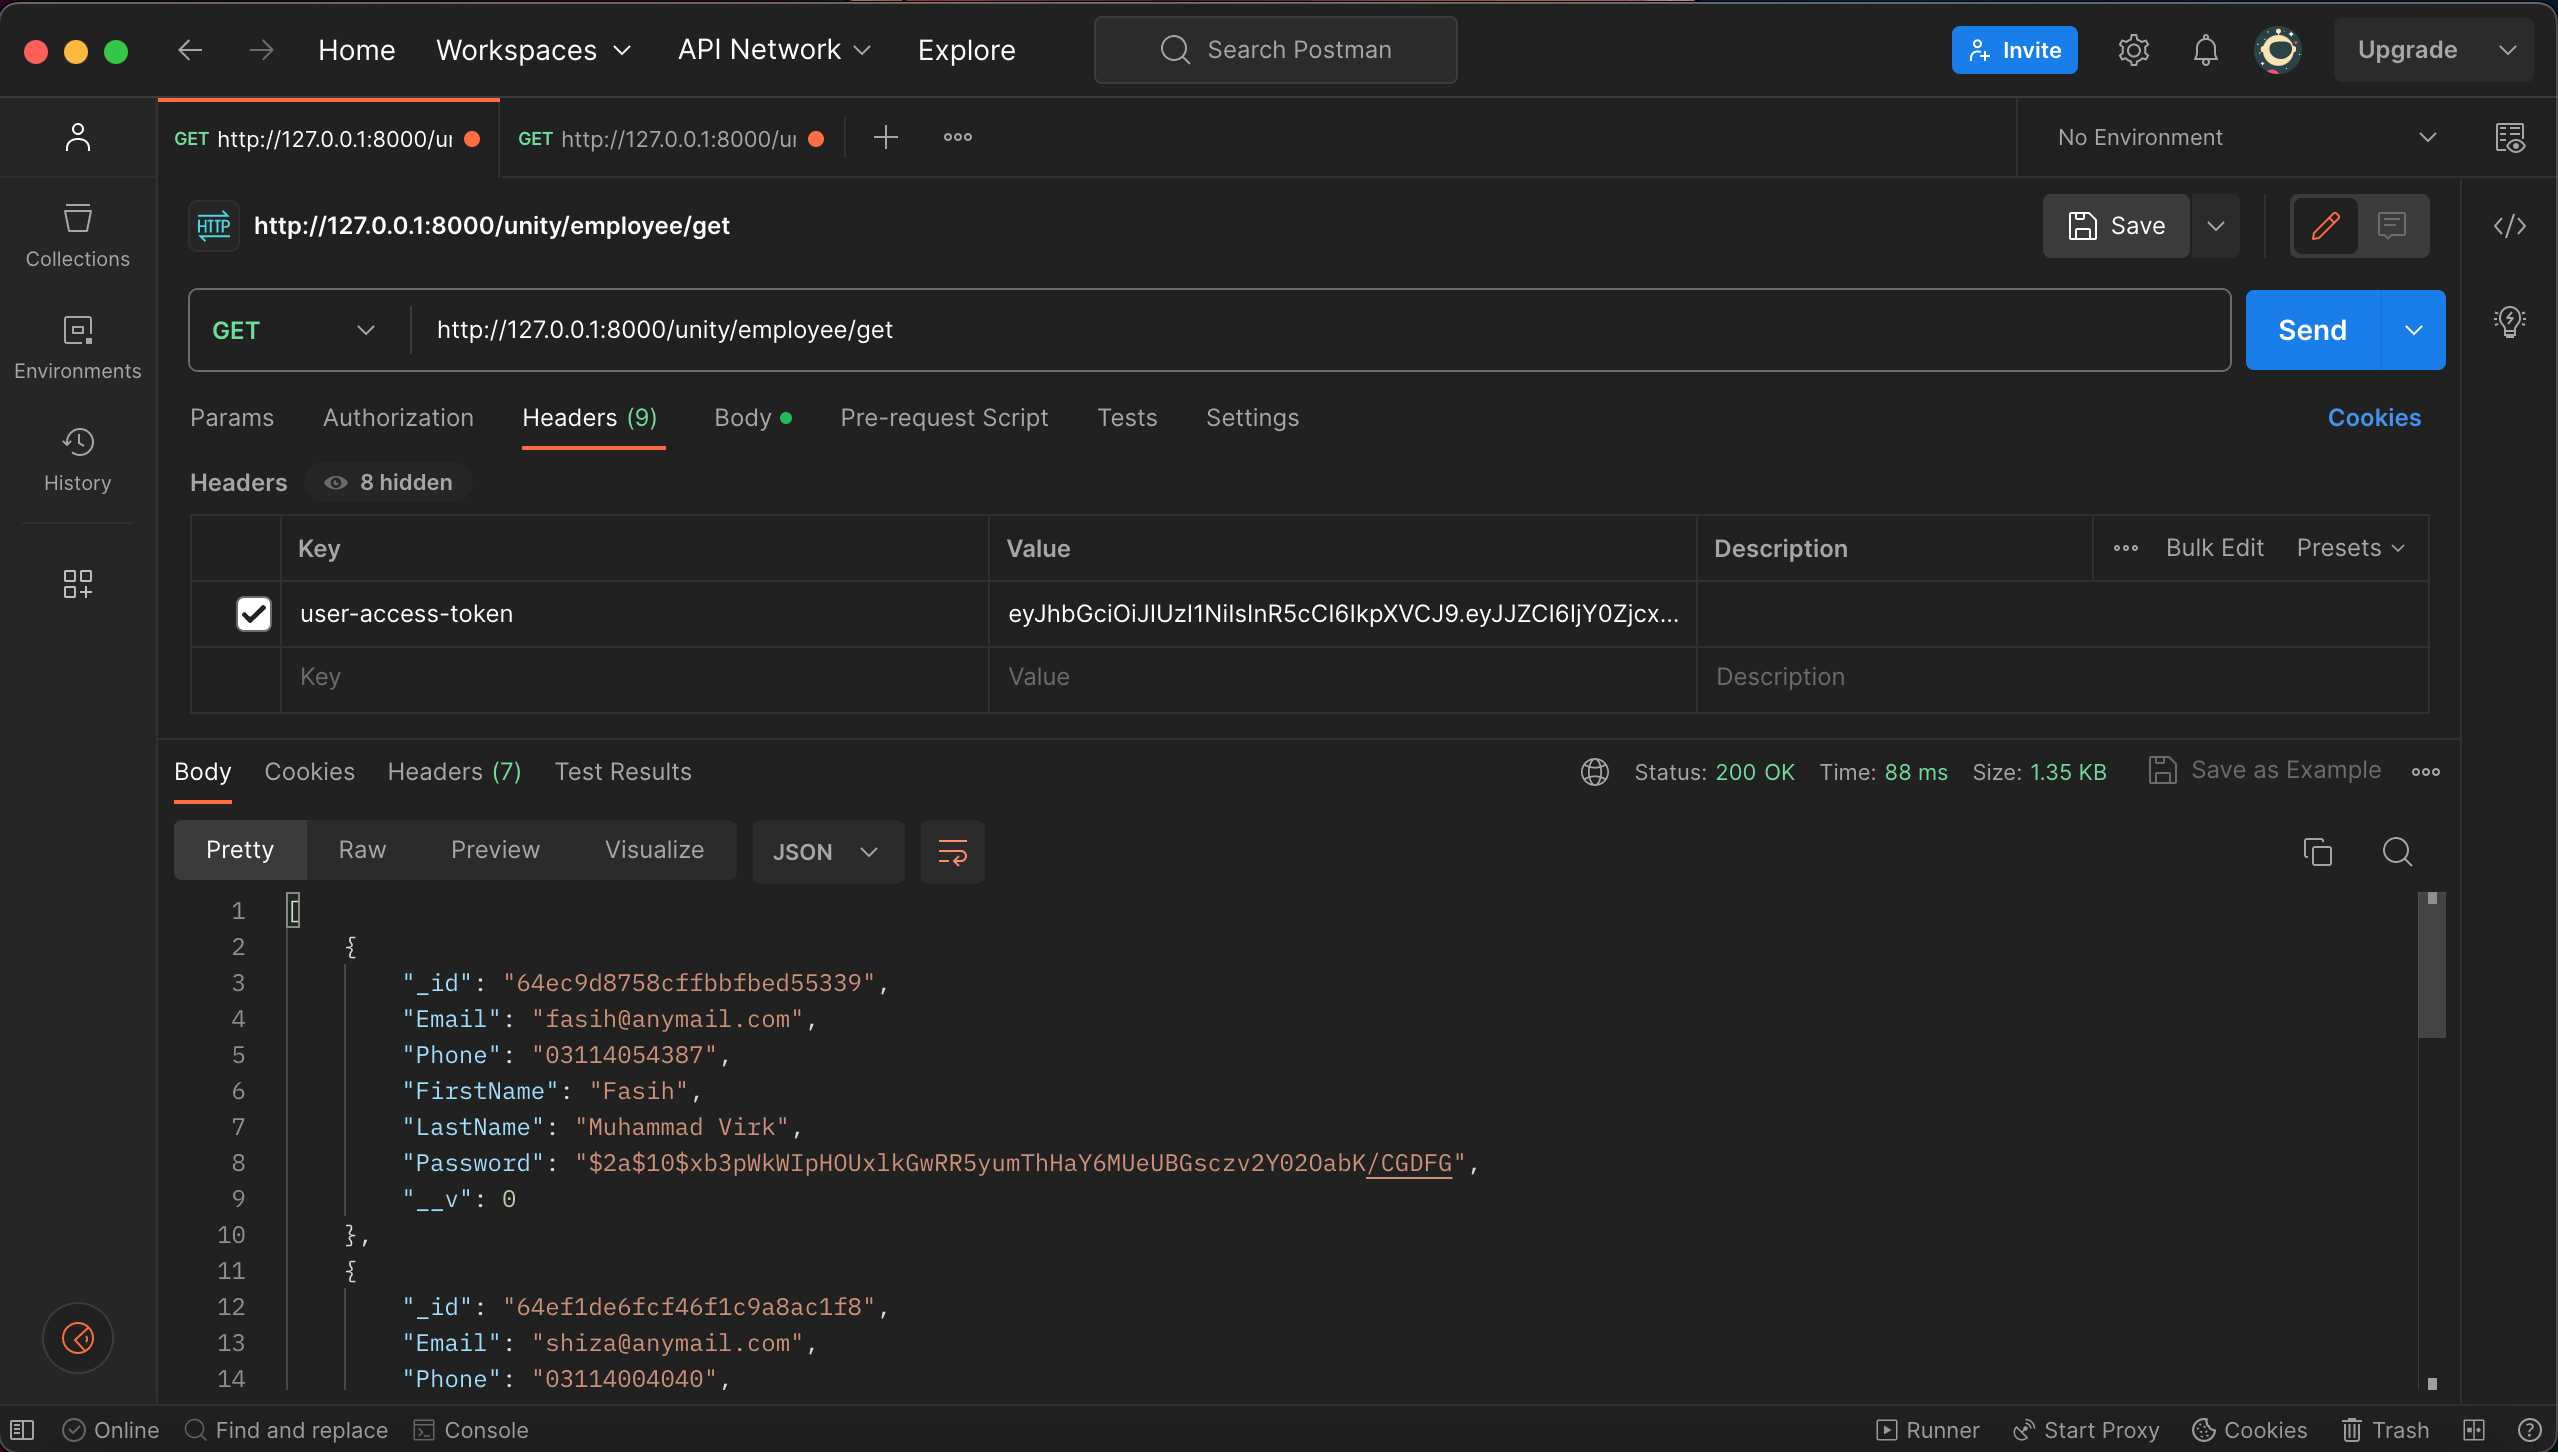 Home Workspaces API Network Explore Search Postman Invite Upgrade
GET http://127.0.0.1:8000/ur GET http://127.0.0.1:8000/ur No Environment
HTTP http://127.0.0.1:8000/unity/employee/get Save
Collections
Environments
History
GET http://127.0.0.1:8000/unity/employee/get Send
Params Authorization Headers (9) Body Pre-request Script Tests Settings Cookies
Headers 8 hidden
Key Value Description Bulk Edit Presets
user-access-token eyJhbGciOiJIUzI1NiIsInR5cCI6IkpXVCJ9.eyJJZCI6IjY0Zjcx...
Key Value Description
Body Cookies Headers (7) Test Results Status: 200 OK Time: 88 ms Size: 1.35 KB Save as Example
Pretty Raw Preview Visualize JSON
1 [
2 {
3 "_id": "64ec9d8758cffbbfbed55339",
4 "Email": "fasih@anymail.com",
5 "Phone": "03114054387",
6 "FirstName": "Fasih",
7 "LastName": "Muhammad Virk",
8 "Password": "$2a$10$xb3pWkWIpHOUxlkGwRR5yumThHaY6MUeUBGsczv2Y02OabK/CGDFG",
9 "__v": 0
10 },
11 {
12 "_id": "64ef1de6fcf46f1c9a8ac1f8",
13 "Email": "shiza@anymail.com",
14 "Phone": "03114004040",
Online Find and replace Console Runner Start Proxy Cookies Trash